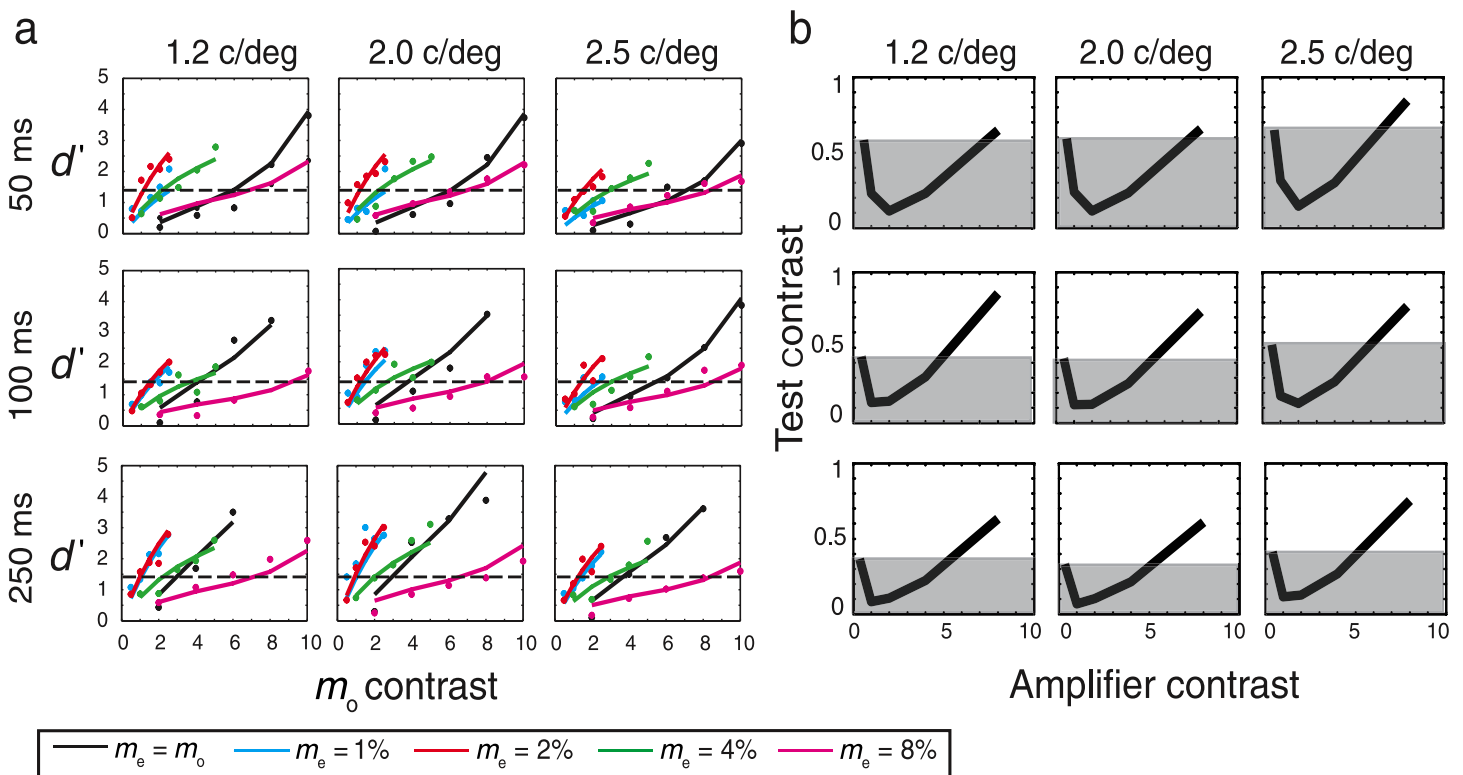 a
b
1.2 c/deg 2.0 c/deg 2.5 c/deg
1.2 c/deg 2.0 c/deg 2.5 c/deg
50 ms
100 ms
250 ms
d'
d'
d'
5
4
3
2
1
0
5
4
3
2
1
0
5
4
3
2
1
0
0 2 4 6 8 10
0 2 4 6 8 10
0 2 4 6 8 10
mo contrast
Test contrast
1
0.5
0
1
0.5
0
1
0.5
0
0 5 10
0 5 10
0 5 10
Amplifier contrast
me = mo
me = 1%
me = 2%
me = 4%
me = 8%